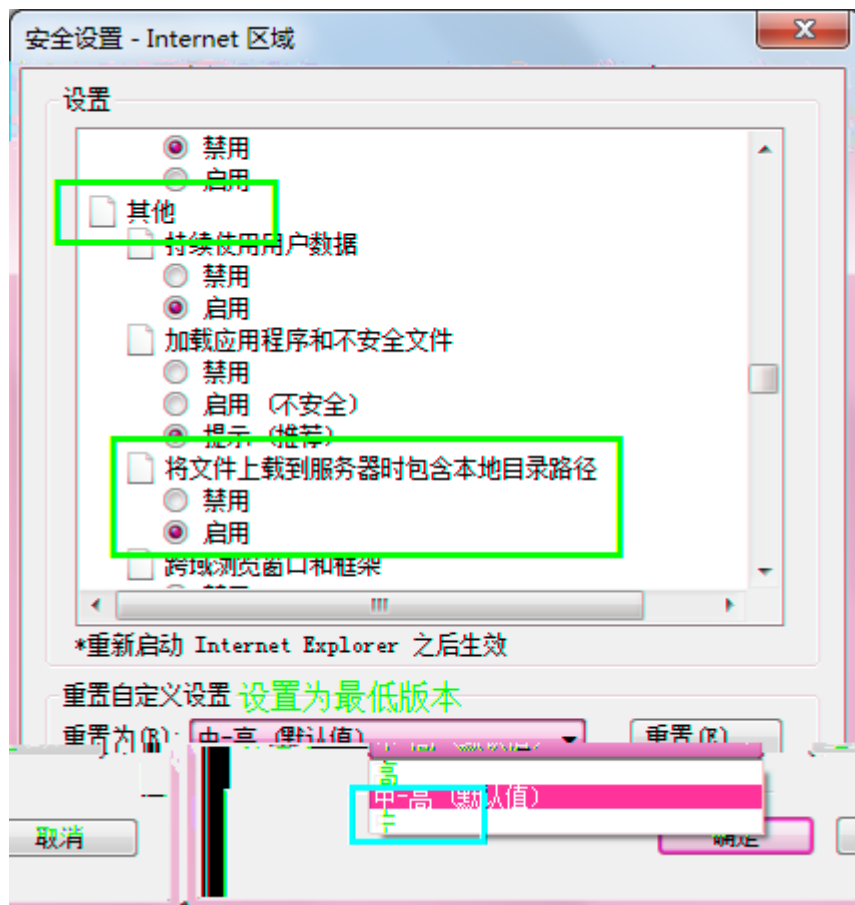 安全设置 - Internet 区域
设置
禁用
启用
其他
持续使用用户数据
禁用
启用
加载应用程序和不安全文件
禁用
启用 (不安全)
提示 (推荐)
将文件上载到服务器时包含本地目录路径
禁用
启用
跨域浏览窗口和框架
*重新启动 Internet Explorer 之后生效
重置自定义设置 设置为最低版本
重置为(R): 中-高 (默认值) 重置(E)
高
中-高 (默认值)
取消 确定